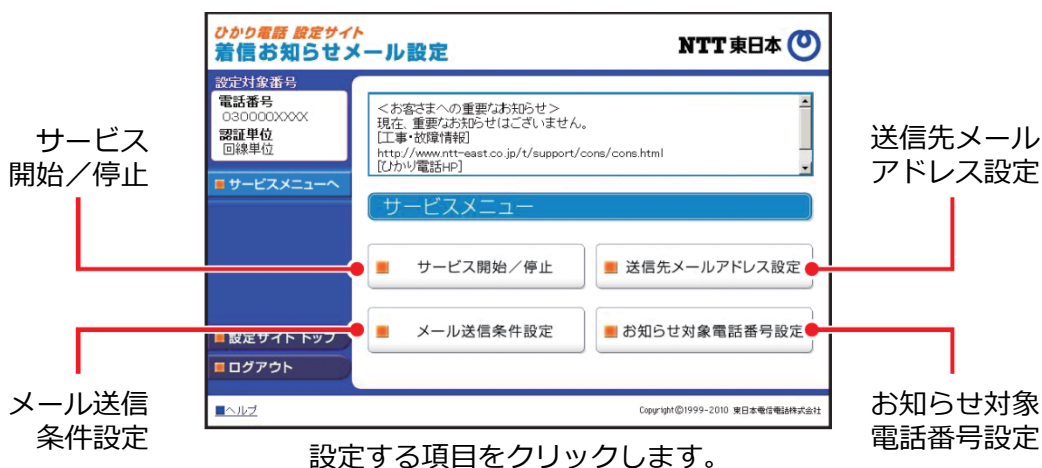 ひかり電話 設定サイト
着信お知らせメール設定
NTT東日本
設定対象番号
電話番号
030000XXXX
認証単位
回線単位
サービスメニューへ
<お客さまへの重要なお知らせ>
現在、重要なお知らせはございません。
[工事・故障情報]
http://www.ntt-east.co.jp/t/support/cons/cons.html
[ひかり電話HP]
サービスメニュー
サービス開始/停止
送信先メールアドレス設定
メール送信条件設定
お知らせ対象電話番号設定
設定サイトトップ
ログアウト
ヘルプ
Copyright©1999-2010 東日本電信電話株式会社
サービス
開始/停止
送信先メール
アドレス設定
メール送信
条件設定
お知らせ対象
電話番号設定
設定する項目をクリックします。